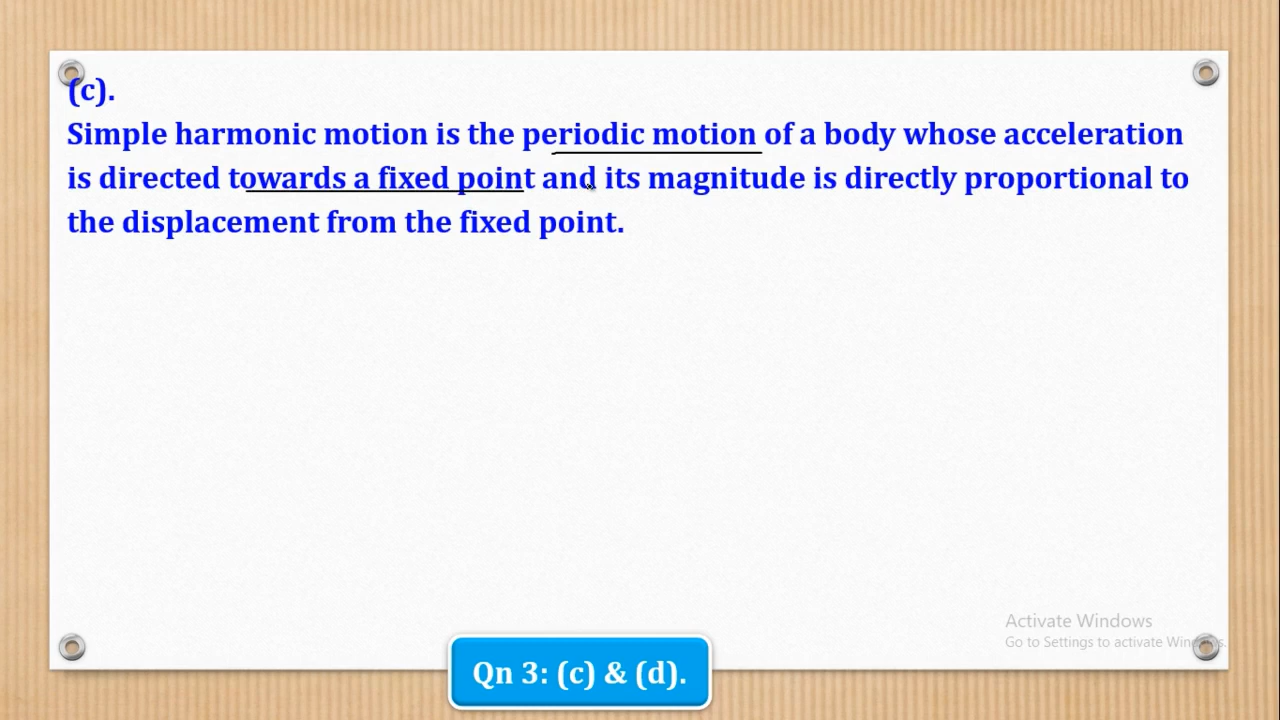 (c).
Simple harmonic motion is the periodic motion of a body whose acceleration
is directed towards a fixed point and its magnitude is directly proportional to
the displacement from the fixed point.
Activate Windows
Go to Settings to activate Windows.
Qn 3: (c) & (d).